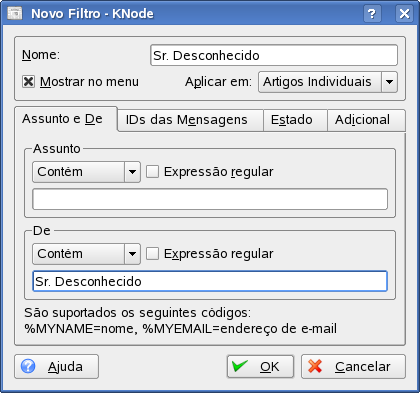 Novo Filtro - KNode
Nome: Sr. Desconhecido
Mostrar no menu Aplicar em: Artigos Individuais
Assunto e De IDs das Mensagens Estado Adicional
Assunto
Contém Expressão regular
De
Contém Expressão regular
Sr. Desconhecido
São suportados os seguintes códigos:
%MYNAME=nome, %MYEMAIL=endereço de e-mail
Ajuda OK Cancelar